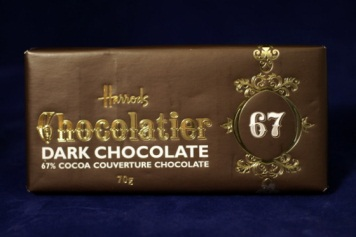 Harrods
Chocolatier
67
DARK CHOCOLATE
67% COCOA COUVERTURE CHOCOLATE
70g